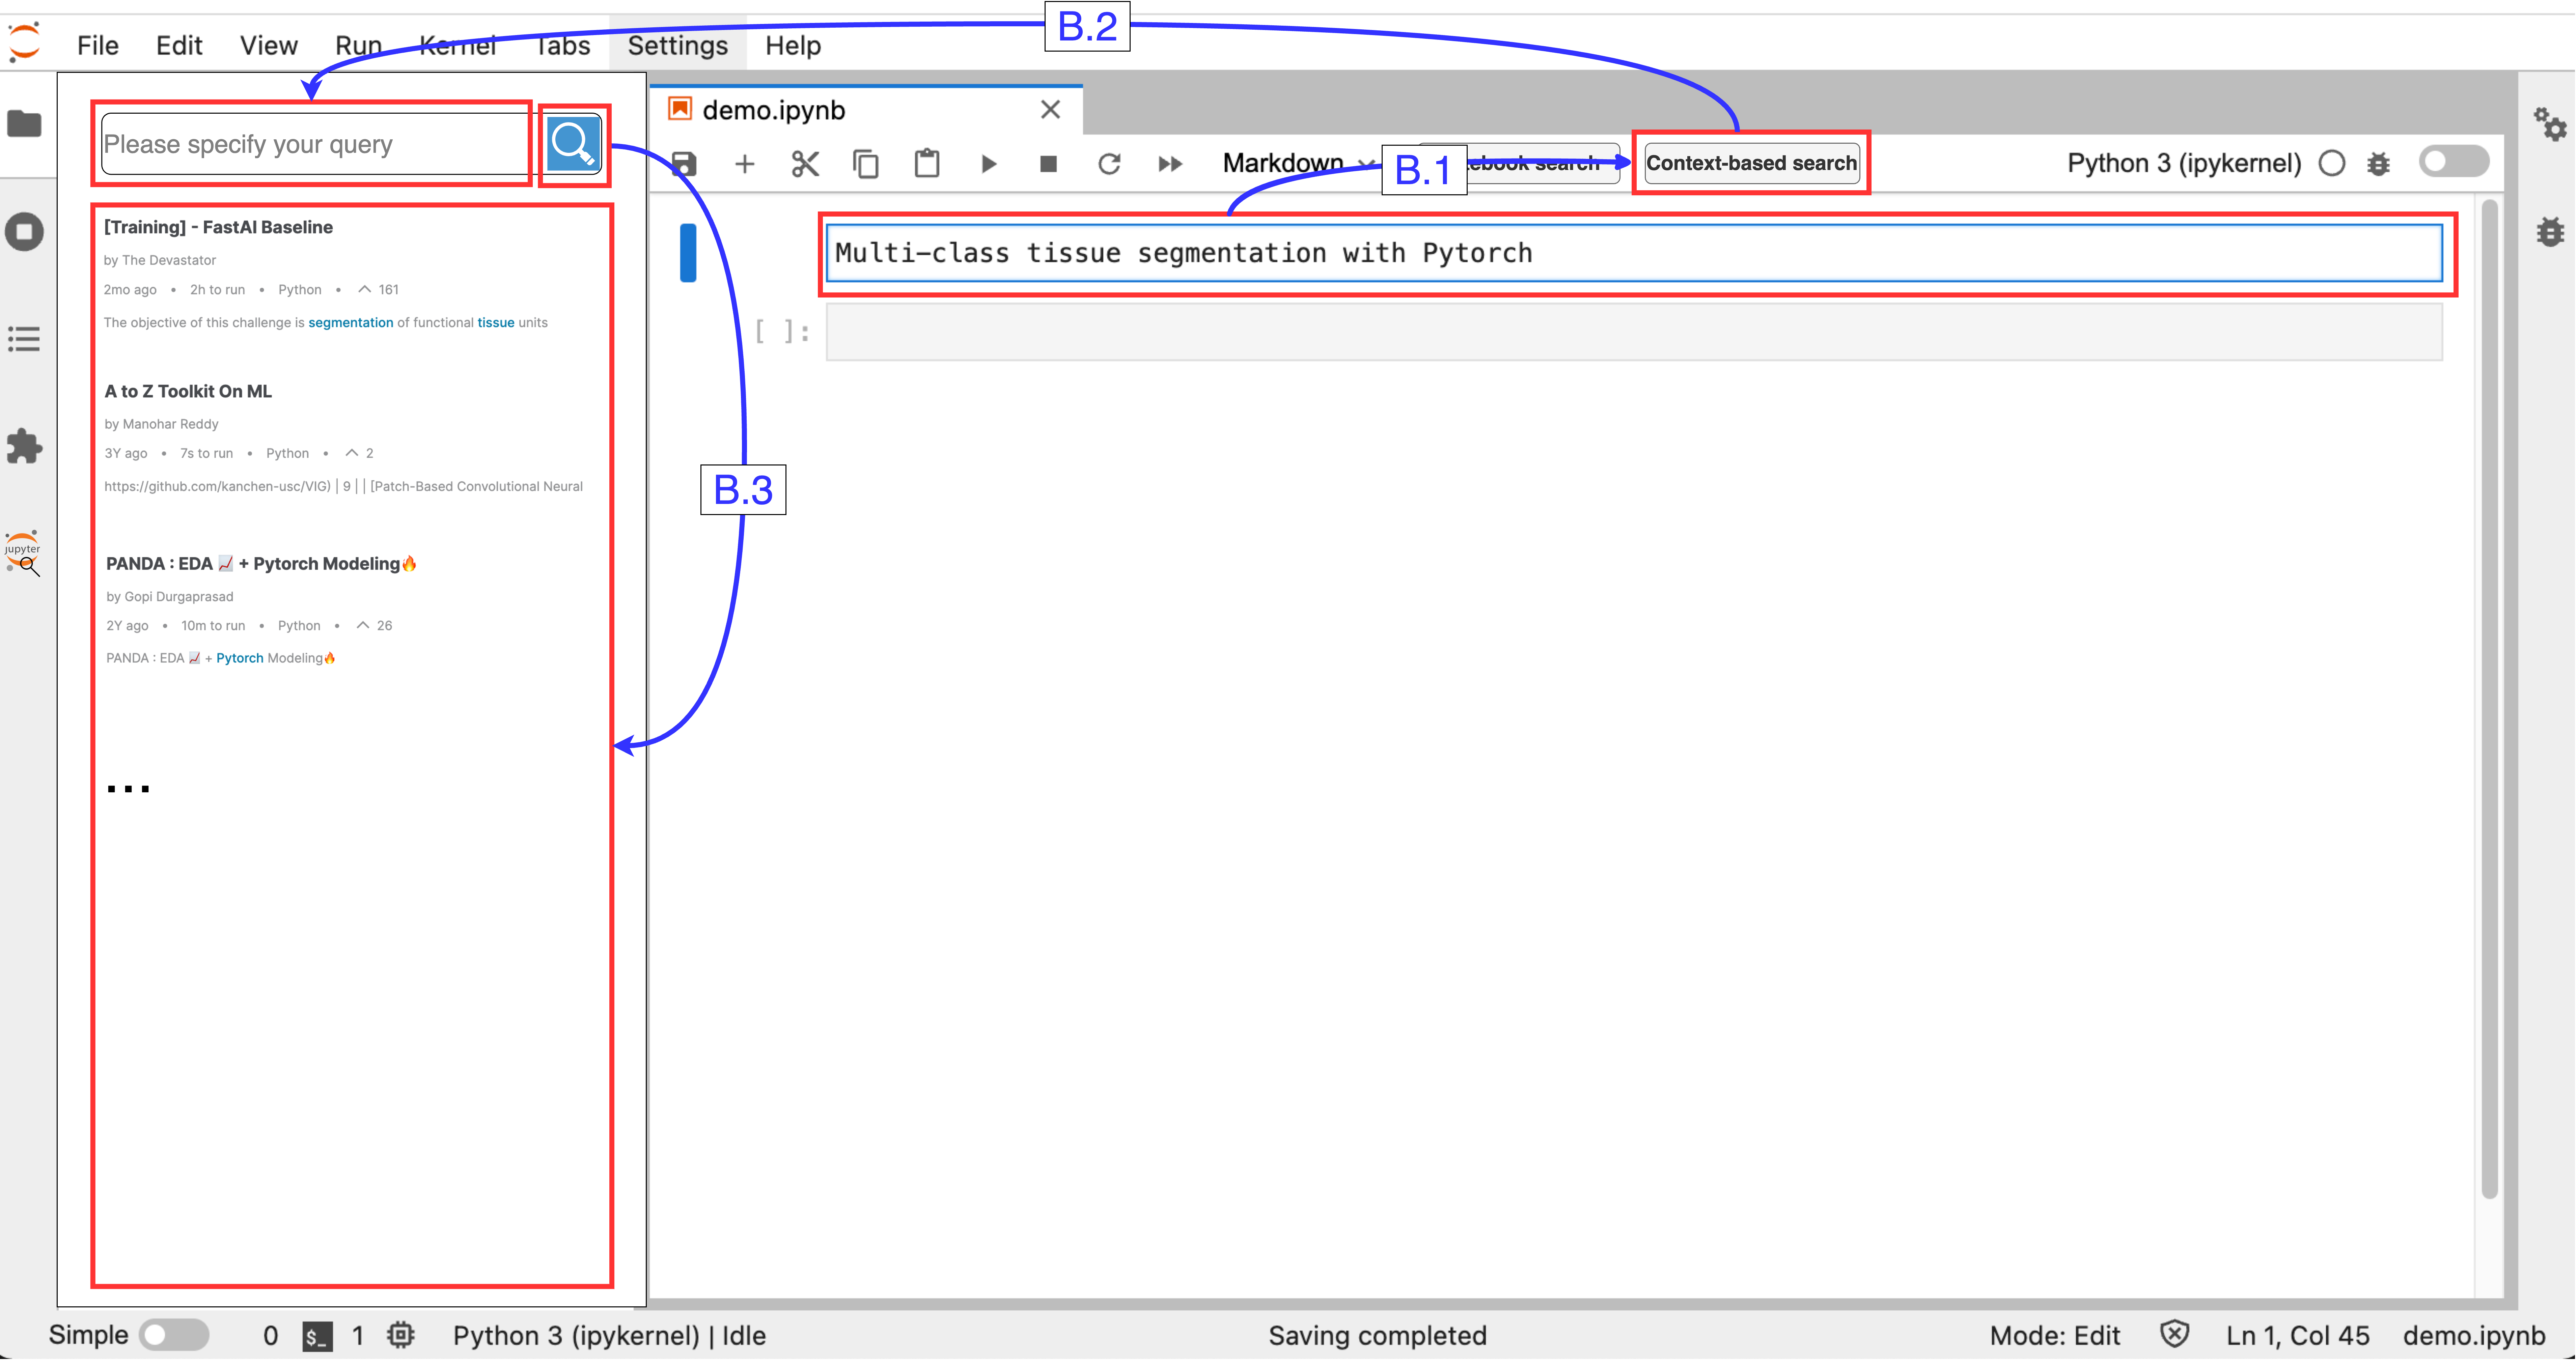 B.2
File Edit View Run Kernel Tabs Settings Help
demo.ipynb
Please specify your query
Markdown
B.1
search
Context-based search
Python 3 (ipykernel)
[Training] - FastAI Baseline
by The Devastator
2mo ago • 2h to run • Python • 161
The objective of this challenge is segmentation of functional tissue units
Multi-class tissue segmentation with Pytorch
[ ]:
A to Z Toolkit On ML
by Manohar Reddy
3Y ago • 7s to run • Python • 2
https://github.com/kanchen-usc/VIG) | 9 | | [Patch-Based Convolutional Neural
B.3
jupyter
PANDA : EDA 📈 + Pytorch Modeling🔥
by Gopi Durgaprasad
2Y ago • 10m to run • Python • 26
PANDA : EDA 📈 + Pytorch Modeling🔥
...
Simple 0 $_ 1 Python 3 (ipykernel) | Idle Saving completed Mode: Edit Ln 1, Col 45 demo.ipynb